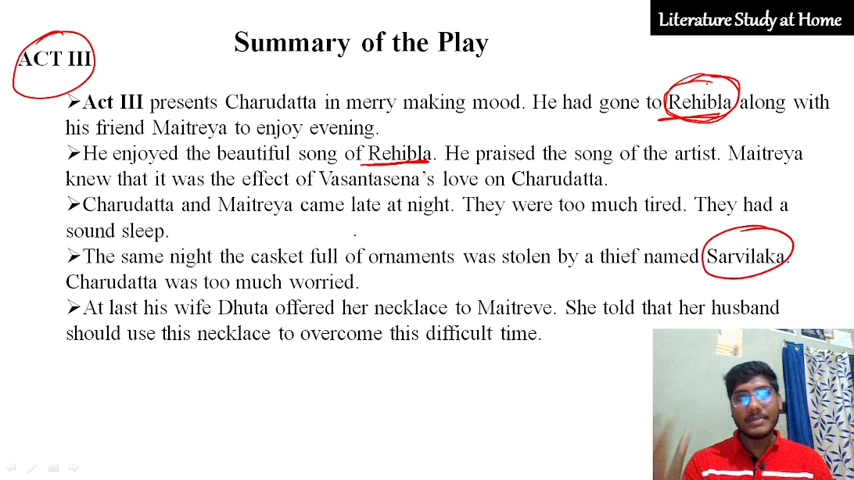 Literature Study at Home
Summary of the Play
ACT III
➢Act III presents Charudatta in merry making mood. He had gone to Rehibla along with
his friend Maitreya to enjoy evening.
➢He enjoyed the beautiful song of Rehibla. He praised the song of the artist. Maitreya
knew that it was the effect of Vasantasena's love on Charudatta.
➢Charudatta and Maitreya came late at night. They were too much tired. They had a
sound sleep.
➢The same night the casket full of ornaments was stolen by a thief named Sarvilaka.
Charudatta was too much worried.
➢At last his wife Dhuta offered her necklace to Maitreve. She told that her husband
should use this necklace to overcome this difficult time.